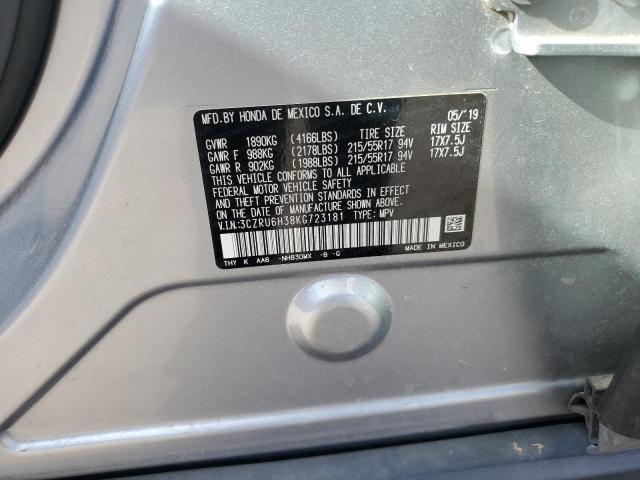 MFD.BY HONDA DE MEXICO S.A. DE C.V. 05/'19
GVWR 1890KG (4166LBS) TIRE SIZE RIM SIZE
GAWR F 988KG (2178LBS) 215/55R17 94V 17X7.5J
GAWR R 902KG (1988LBS) 215/55R17 94V 17X7.5J
THIS VEHICLE CONFORMS TO ALL APPLICABLE
FEDERAL MOTOR VEHICLE SAFETY
AND THEFT PREVENTION STANDARDS IN EFFECT
ON THE DATE OF MANUFACTURE SHOWN ABOVE.
V.I.N:3CZRU6H38KG723181 TYPE: MPV
MADE IN MEXICO
THY K AA6 -NH830MX -B -G